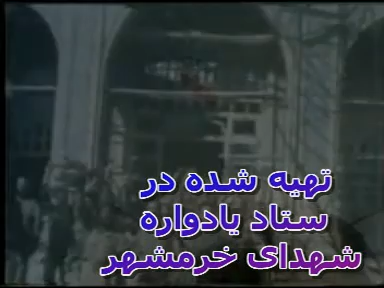 تهیه شده در
ستاد یادواره
شهدای خرمشهر